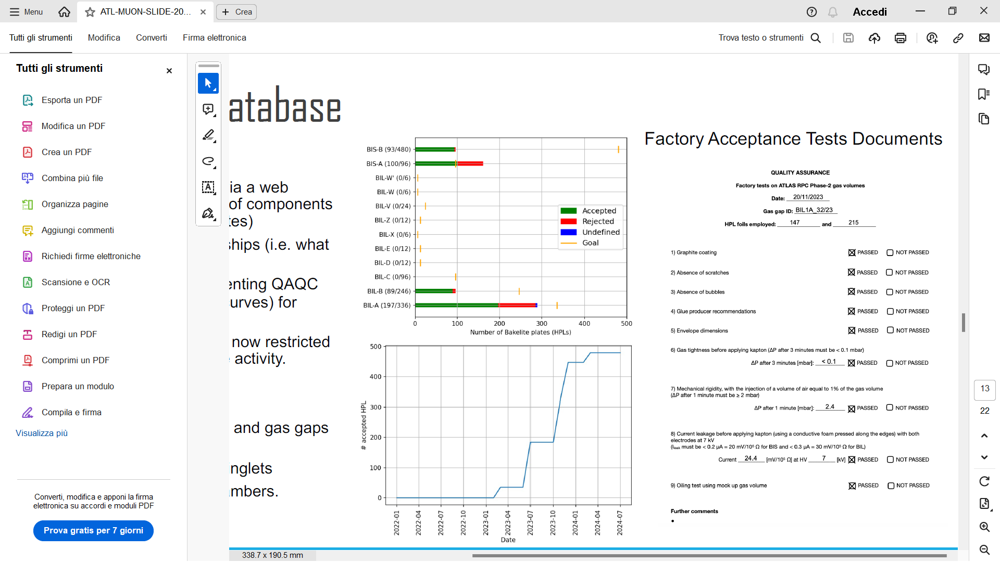 Menu
ATL-MUON-SLIDE-20...
Crea
Accedi
Tutti gli strumenti
Modifica
Converti
Firma elettronica
Trova testo o strumenti
Tutti gli strumenti
Esporta un PDF
Modifica un PDF
Crea un PDF
Combina più file
Organizza pagine
Aggiungi commenti
Richiedi firme elettroniche
Scansione e OCR
Proteggi un PDF
Redigi un PDF
Comprimi un PDF
Prepara un modulo
Compila e firma
Visualizza più
Converti, modifica e apponi la firma
elettronica su accordi e moduli PDF
Prova gratis per 7 giorni
atabase
ia a web
of components
tes)
ships (i.e. what
enting QAQC
urves) for
now restricted
activity.
and gas gaps
nglets
mbers.
BIS-B (93/480)
BIS-A (100/96)
BIL-W' (0/6)
BIL-W (0/6)
BIL-V (0/24)
BIL-Z (0/12)
BIL-X (0/6)
BIL-E (0/12)
BIL-D (0/12)
BIL-C (0/96)
BIL-B (89/246)
BIL-A (197/336)
Accepted
Rejected
Undefined
Goal
0 100 200 300 400 500
Number of Bakelite plates (HPLs)
500
400
300
200
100
0
# accepted HPL
2022-01 2022-04 2022-07 2022-10 2023-01 2023-04 2023-07 2023-10 2024-01 2024-04 2024-07
Date
Factory Acceptance Tests Documents
QUALITY ASSURANCE
Factory tests on ATLAS RPC Phase-2 gas volumes
Date: 20/11/2023
Gas gap ID: BIL1A_32/23
HPL foils employed: 147 and 215
1) Graphite coating PASSED NOT PASSED
2) Absence of scratches PASSED NOT PASSED
3) Absence of bubbles PASSED NOT PASSED
4) Glue producer recommendations PASSED NOT PASSED
5) Envelope dimensions PASSED NOT PASSED
6) Gas tightness before applying kapton (ΔP after 3 minutes must be < 0.1 mbar)
ΔP after 3 minutes [mbar]: < 0.1 PASSED NOT PASSED
7) Mechanical rigidity, with the injection of a volume of air equal to 1% of the gas volume
(ΔP after 1 minute must be ≥ 2 mbar)
ΔP after 1 minute [mbar]: 2.4 PASSED NOT PASSED
8) Current leakage before applying kapton (using a conductive foam pressed along the edges) with both
electrodes at 7 kV
(Ileak must be < 0.2 μA = 20 mV/10⁵ Ω for BIS and < 0.3 μA = 30 mV/10⁵ Ω for BIL)
Current 24.4 [mV/10⁵ Ω] at HV 7 [kV] PASSED NOT PASSED
9) Oiling test using mock up gas volume PASSED NOT PASSED
Further comments
•
338.7 x 190.5 mm
13
22